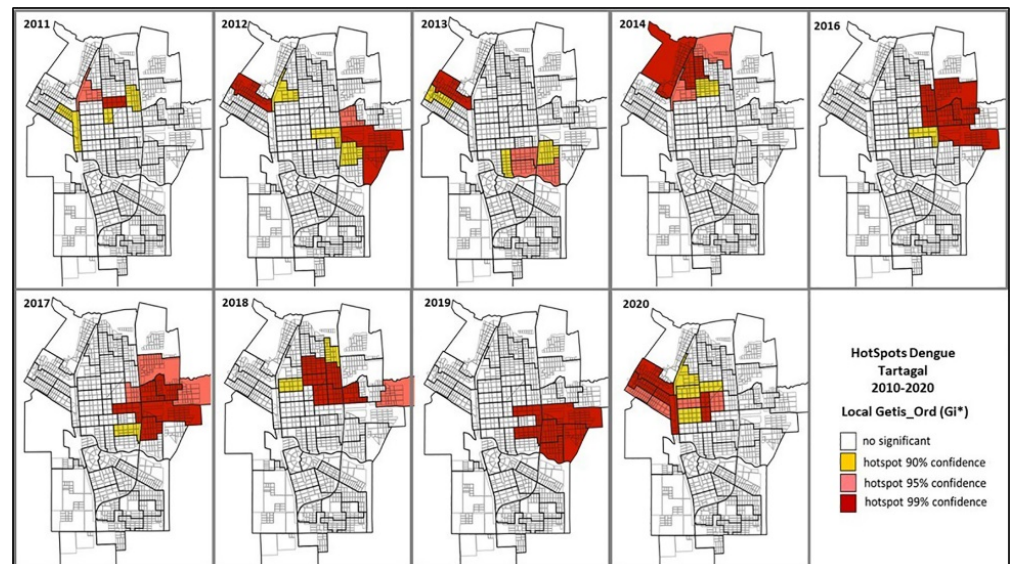 2011
2012
2013
2014
2016
2017
2018
2019
2020
HotSpots Dengue
Tartagal
2010-2020
Local Getis_Ord (Gi*)
no significant
hotspot 90% confidence
hotspot 95% confidence
hotspot 99% confidence